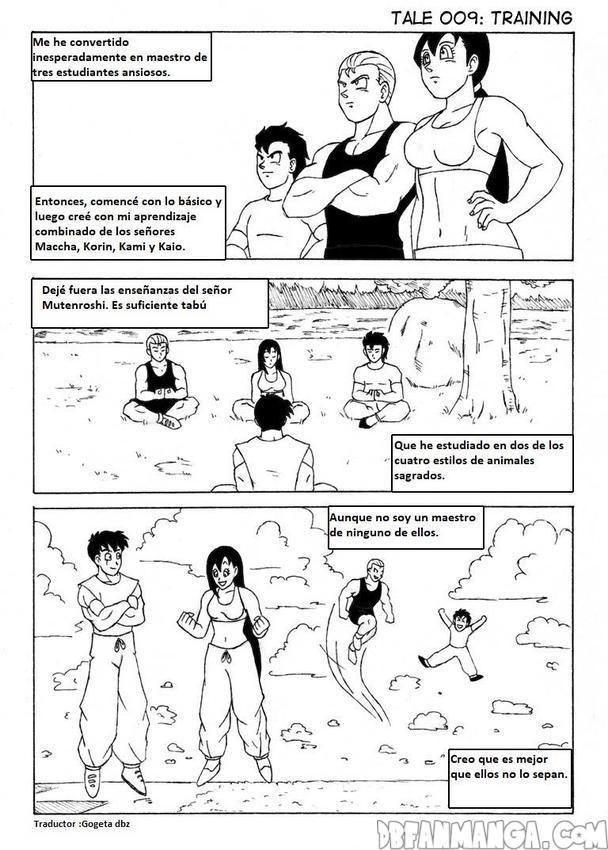 TALE 009: TRAINING
Me he convertido
inesperadamente en maestro de
tres estudiantes ansiosos.
Entonces, comencé con lo básico y
luego creé con mi aprendizaje
combinado de los señores
Maccha, Korin, Kami y Kaio.
Dejé fuera las enseñanzas del señor
Mutenroshi. Es suficiente tabú
Que he estudiado en dos de los
cuatro estilos de animales
sagrados.
Aunque no soy un maestro
de ninguno de ellos.
Creo que es mejor
que ellos no lo sepan.
Traductor :Gogeta dbz
DBFANMANGA.COM